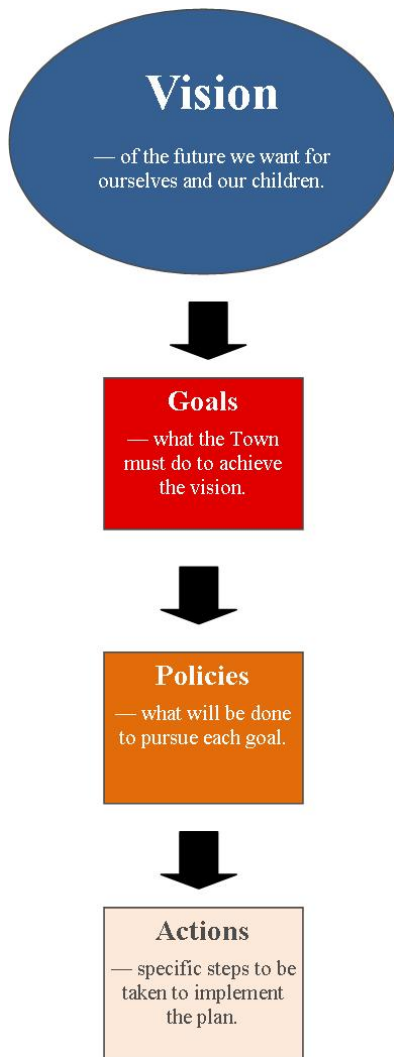 Vision
— of the future we want for
ourselves and our children.
Goals
— what the Town
must do to achieve
the vision.
Policies
— what will be done
to pursue each goal.
Actions
— specific steps to be
taken to implement
the plan.